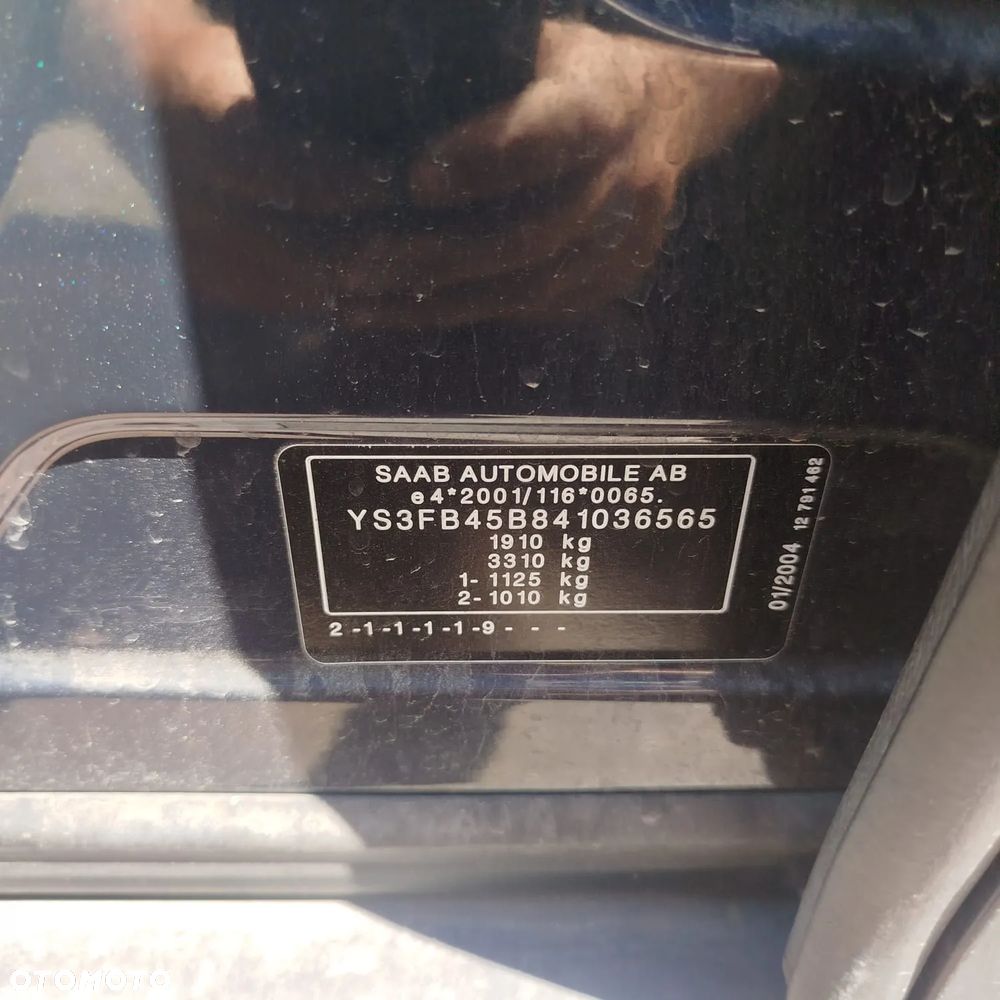 SAAB AUTOMOBILE AB
e4*2001/116*0065.
YS3FB45B841036565
1910 kg
3310 kg
1- 1125 kg
2- 1010 kg
2 -1-1-1-1-9- - -
01/2004 12 791 462
OTOMOTO